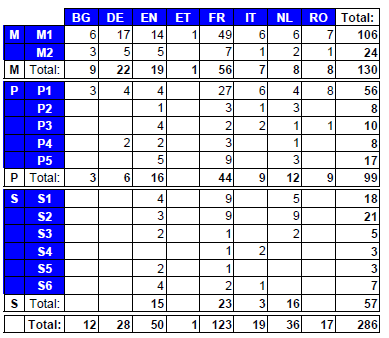 BG DE EN ET FR IT NL RO Total:
M M1 6 17 14 1 49 6 6 7 106
M2 3 5 5 7 1 2 1 24
M Total: 9 22 19 1 56 7 8 8 130
P P1 3 4 4 27 6 4 8 56
P2 1 3 1 3 8
P3 4 2 2 1 1 10
P4 2 2 3 1 8
P5 5 9 3 17
P Total: 3 6 16 44 9 12 9 99
S S1 4 9 5 18
S2 3 9 9 21
S3 2 1 2 5
S4 1 2 3
S5 2 1 3
S6 4 2 1 7
S Total: 15 23 3 16 57
Total: 12 28 50 1 123 19 36 17 286